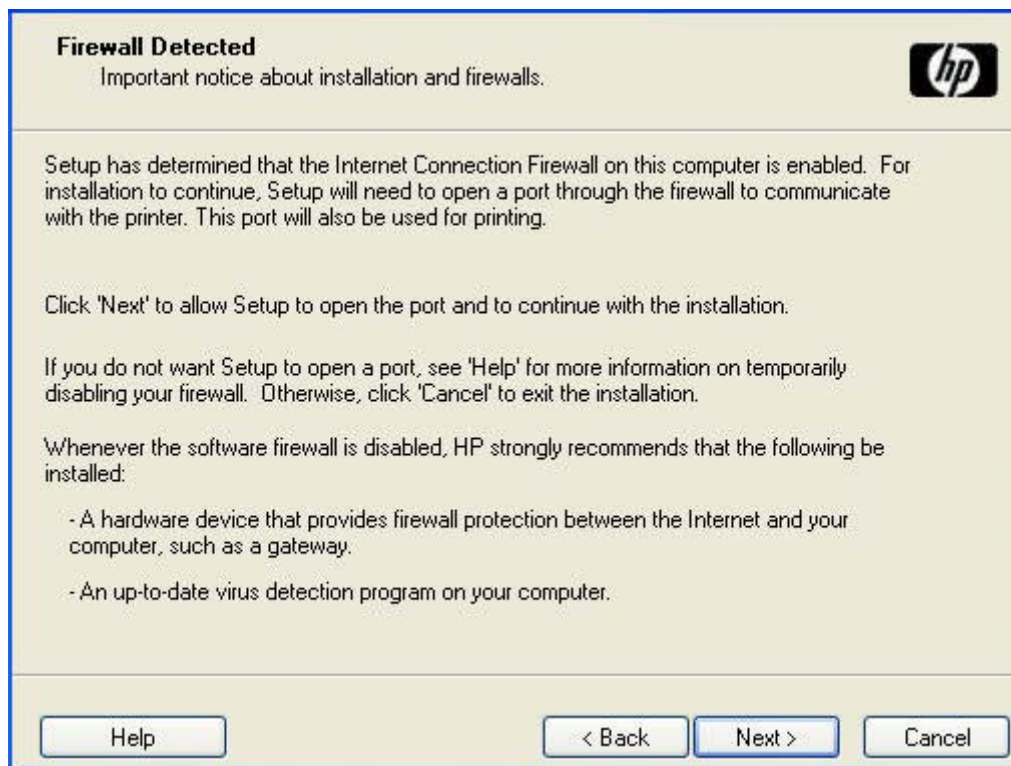 Firewall Detected
Important notice about installation and firewalls.
hp
Setup has determined that the Internet Connection Firewall on this computer is enabled.  For
installation to continue, Setup will need to open a port through the firewall to communicate
with the printer. This port will also be used for printing.
Click 'Next' to allow Setup to open the port and to continue with the installation.
If you do not want Setup to open a port, see 'Help' for more information on temporarily
disabling your firewall.  Otherwise, click 'Cancel' to exit the installation.
Whenever the software firewall is disabled, HP strongly recommends that the following be
installed:
- A hardware device that provides firewall protection between the Internet and your
computer, such as a gateway.
- An up-to-date virus detection program on your computer.
Help
< Back
Next >
Cancel